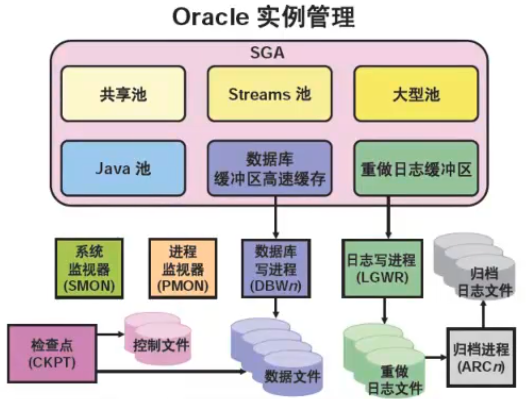 Oracle 实例管理
SGA
共享池
Streams 池
大型池
Java 池
数据库
缓冲区高速缓存
重做日志缓冲区
系统
监视器
(SMON)
进程
监视器
(PMON)
数据库
写进程
(DBWn)
日志写进程
(LGWR)
归档
日志文件
检查点
(CKPT)
控制文件
数据文件
重做
日志文件
归档进程
(ARCn)